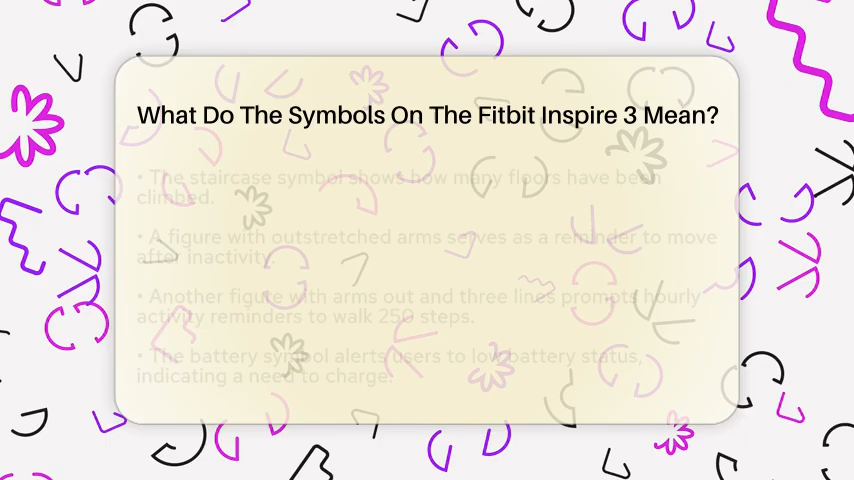 What Do The Symbols On The Fitbit Inspire 3 Mean?
• The staircase symbol shows how many floors have been
climbed.
• A figure with outstretched arms serves as a reminder to move
after inactivity.
• Another figure with arms out and three lines prompts hourly
activity reminders to walk 250 steps.
• The battery symbol alerts users to low battery status,
indicating a need to charge.